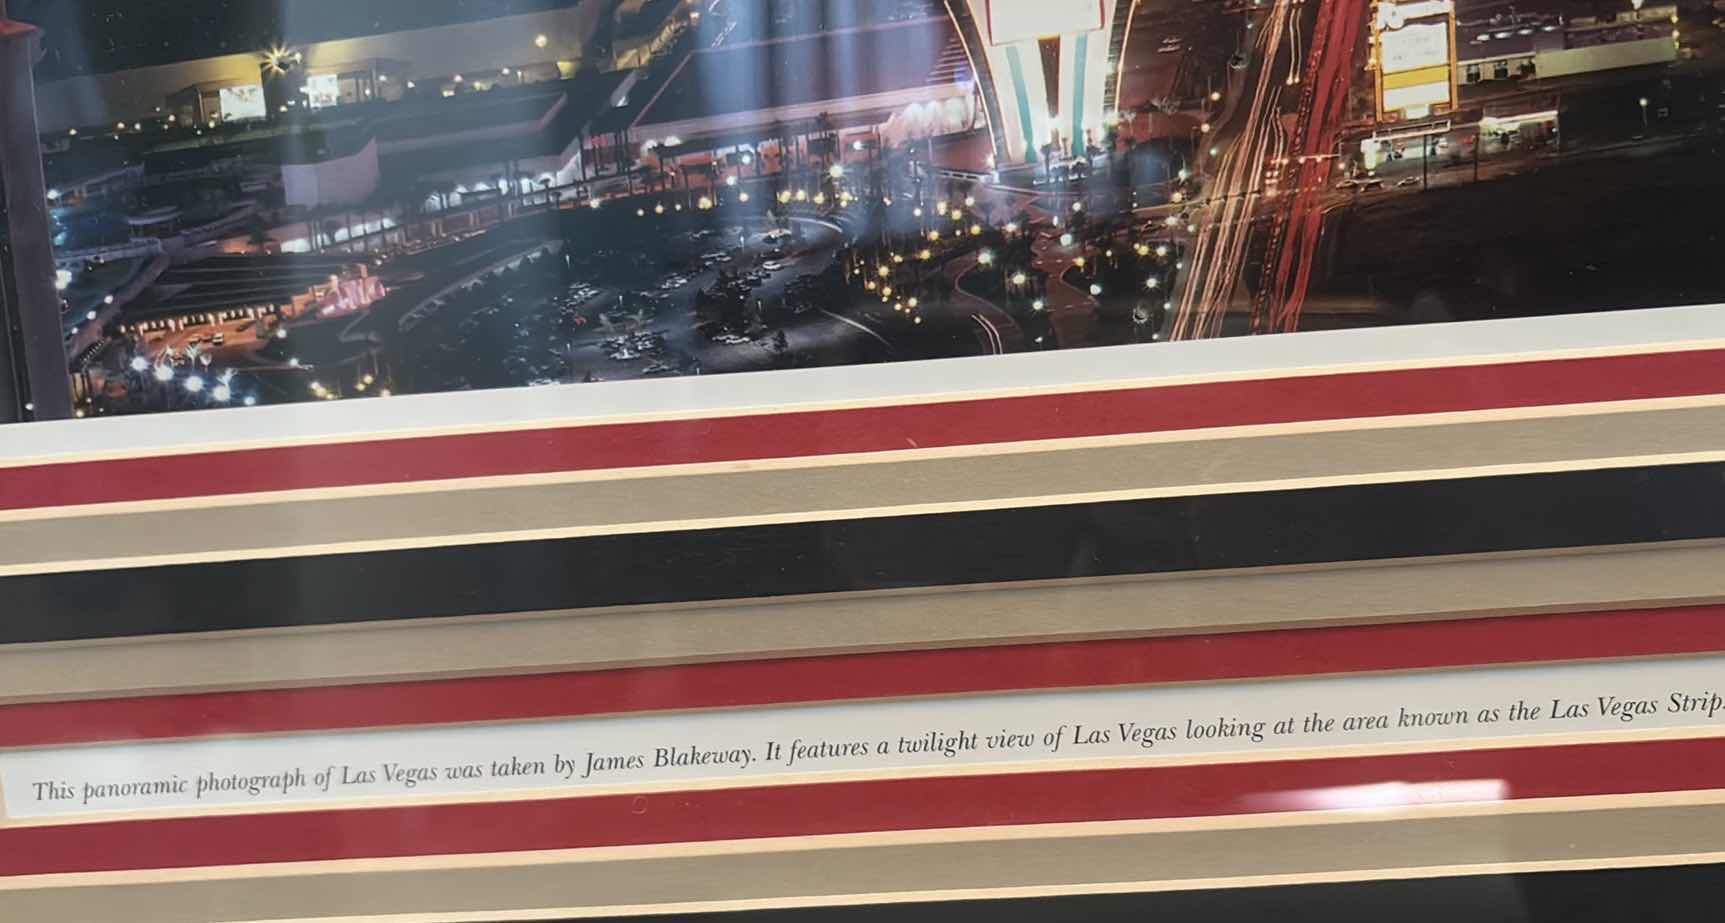 This panoramic photograph of Las Vegas was taken by James Blakeway. It features a twilight view of Las Vegas looking at the area known as the Las Vegas Strip.